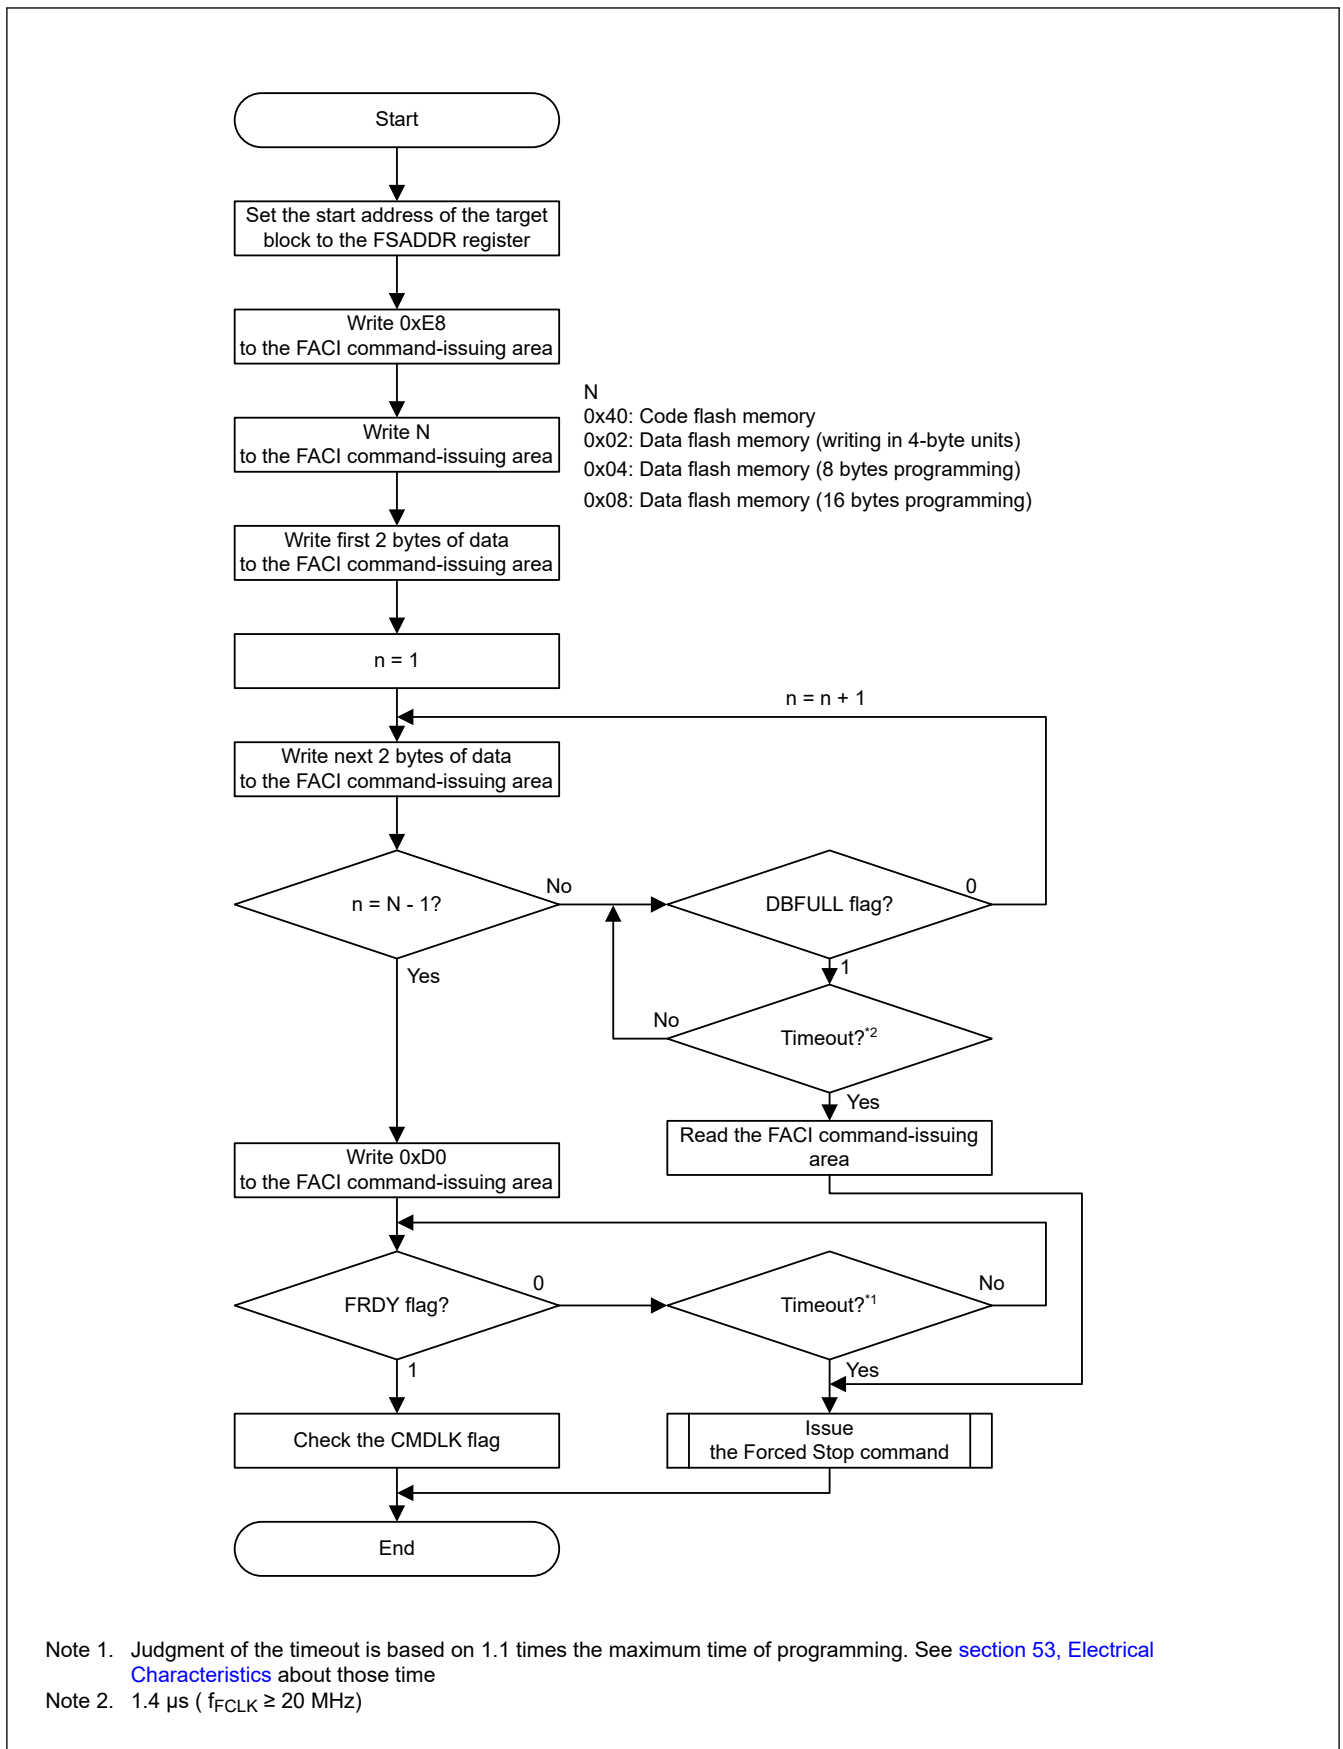 Start
Set the start address of the target
block to the FSADDR register
Write 0xE8
to the FACI command-issuing area
N
0x40: Code flash memory
0x02: Data flash memory (writing in 4-byte units)
0x04: Data flash memory (8 bytes programming)
0x08: Data flash memory (16 bytes programming)
Write N
to the FACI command-issuing area
Write first 2 bytes of data
to the FACI command-issuing area
n = 1
n = n + 1
Write next 2 bytes of data
to the FACI command-issuing area
n = N - 1?
No
DBFULL flag?
0
Yes
1
No
Timeout?*2
Yes
Read the FACI command-issuing
area
Write 0xD0
to the FACI command-issuing area
FRDY flag?
0
Timeout?*1
No
1
Yes
Check the CMDLK flag
Issue
the Forced Stop command
End
Note 1. Judgment of the timeout is based on 1.1 times the maximum time of programming. See section 53, Electrical
Characteristics about those time
Note 2. 1.4 µs ( fFCLK ≥ 20 MHz)